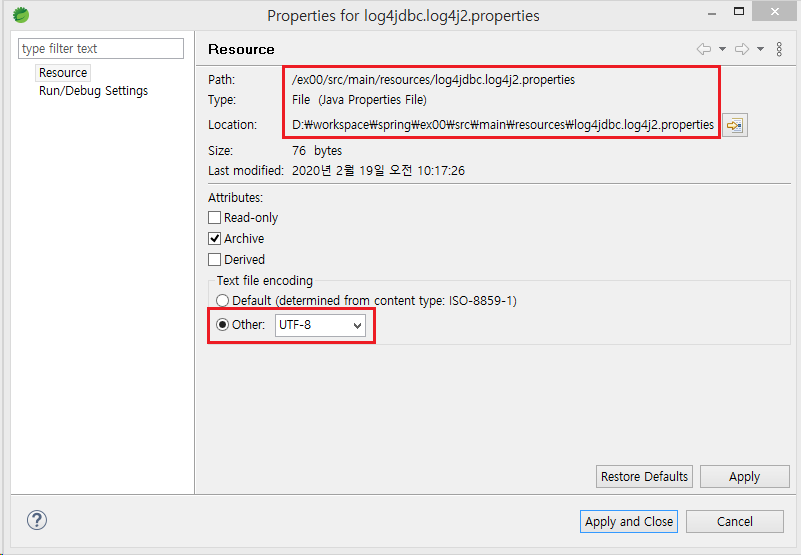 Properties for log4jdbc.log4j2.properties
type filter text
Resource
Run/Debug Settings
Resource
Path: /ex00/src/main/resources/log4jdbc.log4j2.properties
Type: File (Java Properties File)
Location: D:₩workspace₩spring₩ex00₩src₩main₩resources₩log4jdbc.log4j2.properties
Size: 76 bytes
Last modified: 2020년 2월 19일 오전 10:17:26
Attributes:
Read-only
Archive
Derived
Text file encoding
Default (determined from content type: ISO-8859-1)
Other: UTF-8
Restore Defaults Apply
? Apply and Close Cancel